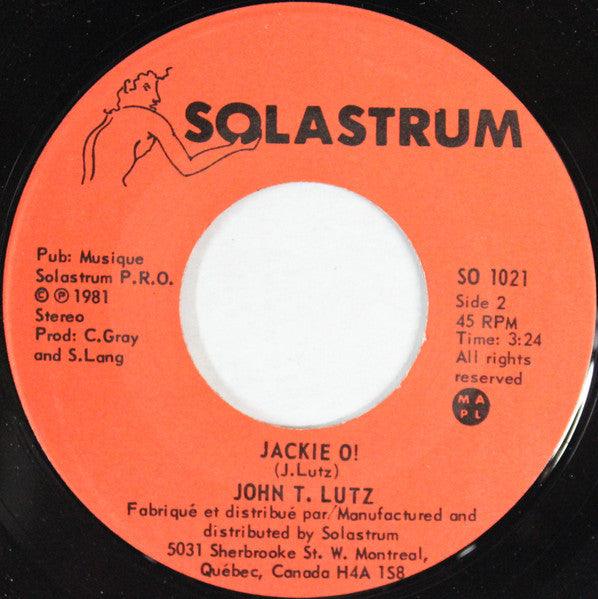 SOLASTRUM
Pub: Musique
Solastrum P.R.O.
© ℗ 1981
Stereo
Prod: C.Gray
and S.Lang
SO 1021
Side 2
45 RPM
Time: 3:24
All rights
reserved
M A
P L
JACKIE O!
(J.Lutz)
JOHN T. LUTZ
Fabriqué et distribué par/Manufactured and
distributed by Solastrum
5031 Sherbrooke St. W. Montreal,
Québec, Canada H4A 1S8